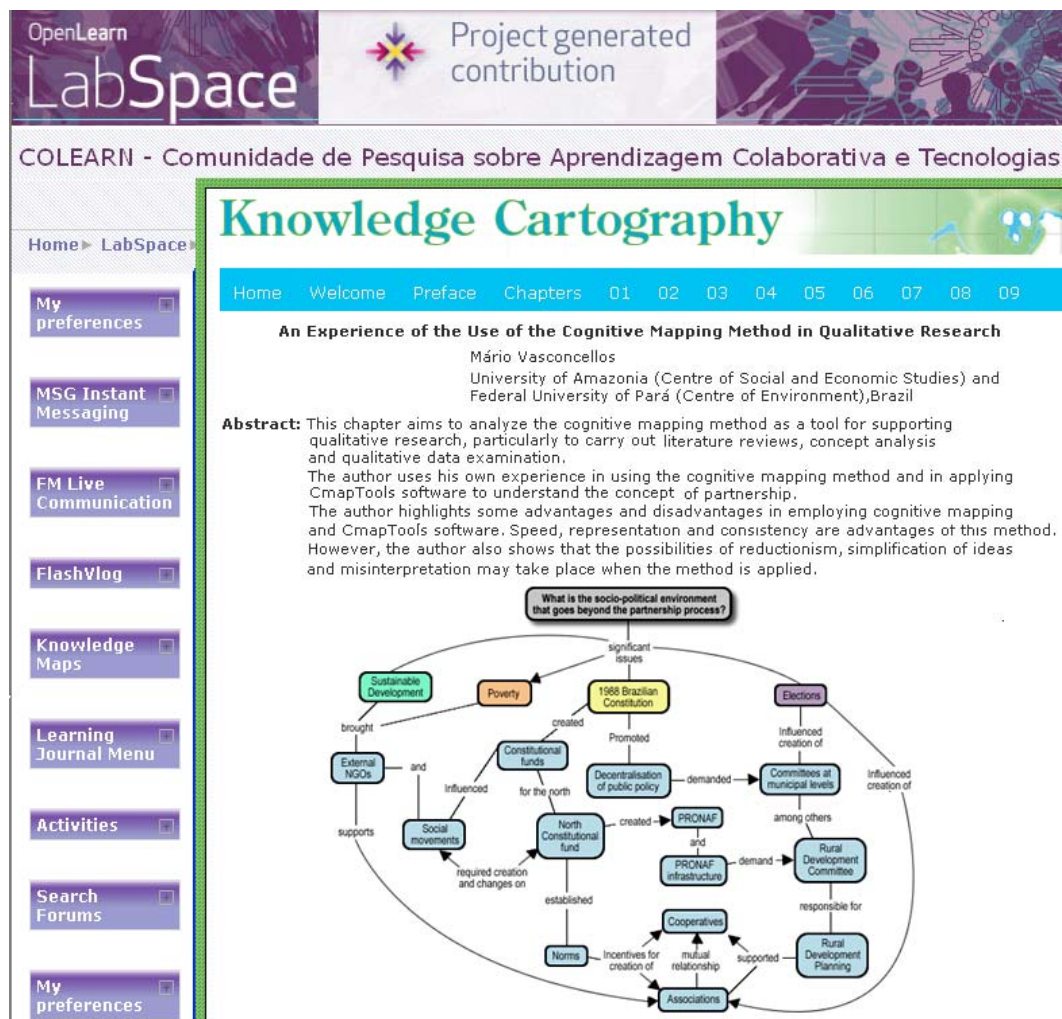 OpenLearn
LabSpace
Project generated
contribution
COLEARN - Comunidade de Pesquisa sobre Aprendizagem Colaborativa e Tecnologias
Home LabSpace
My
preferences
MSG Instant
Messaging
FM Live
Communication
FlashVlog
Knowledge
Maps
Learning
Journal Menu
Activities
Search
Forums
My
preferences
Knowledge Cartography
Home Welcome Preface Chapters 01 02 03 04 05 06 07 08 09
An Experience of the Use of the Cognitive Mapping Method in Qualitative Research
Mário Vasconcellos
University of Amazonia (Centre of Social and Economic Studies) and
Federal University of Pará (Centre of Environment),Brazil
Abstract: This chapter aims to analyze the cognitive mapping method as a tool for supporting
qualitative research, particularly to carry out literature reviews, concept analysis
and qualitative data examination.
The author uses his own experience in using the cognitive mapping method and in applying
CmapTools software to understand the concept of partnership.
The author highlights some advantages and disadvantages in employing cognitive mapping
and CmapTools software. Speed, representation and consistency are advantages of this method.
However, the author also shows that the possibilities of reductionism, simplification of ideas
and misinterpretation may take place when the method is applied.
What is the socio-political environment
that goes beyond the partnership process?
significant
issues
Sustainable
Development
Poverty
1988 Brazilian
Constitution
Elections
brought
created
Promoted
Influenced
creation of
External
NGOs
and
Constitutional
funds
Decentralisation
of public policy
demanded
Committees at
municipal levels
Influenced
creation of
Influenced
for the north
among others
supports
Social
movements
North
Constitutional
fund
created
PRONAF
and
PRONAF
infrastructure
demand
Rural
Development
Committee
required creation
and changes on
established
responsible for
Cooperatives
Norms
Incentives for
creation of
mutual
relationship
supported
Rural
Development
Planning
Associations